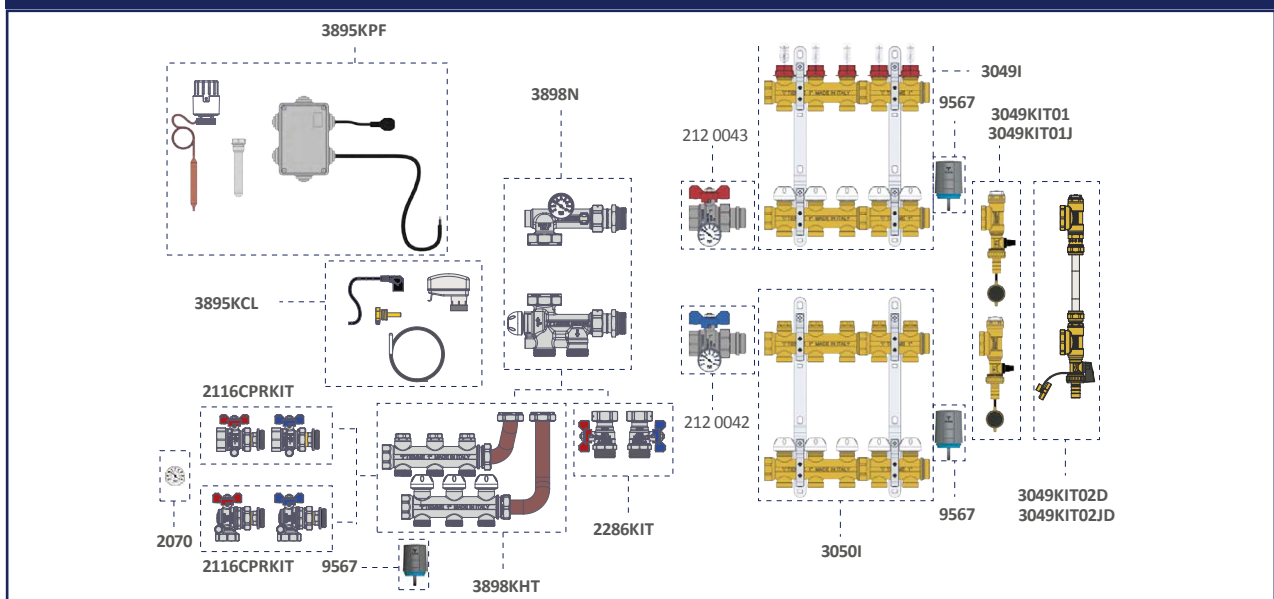 3895KPF
3898N
3049I
9567
3049KIT01
3049KIT01J
212 0043
3895KCL
212 0042
2116CPRKIT
2070
2116CPRKIT
9567
3898KHT
2286KIT
3050I
9567
3049KIT02D
3049KIT02JD